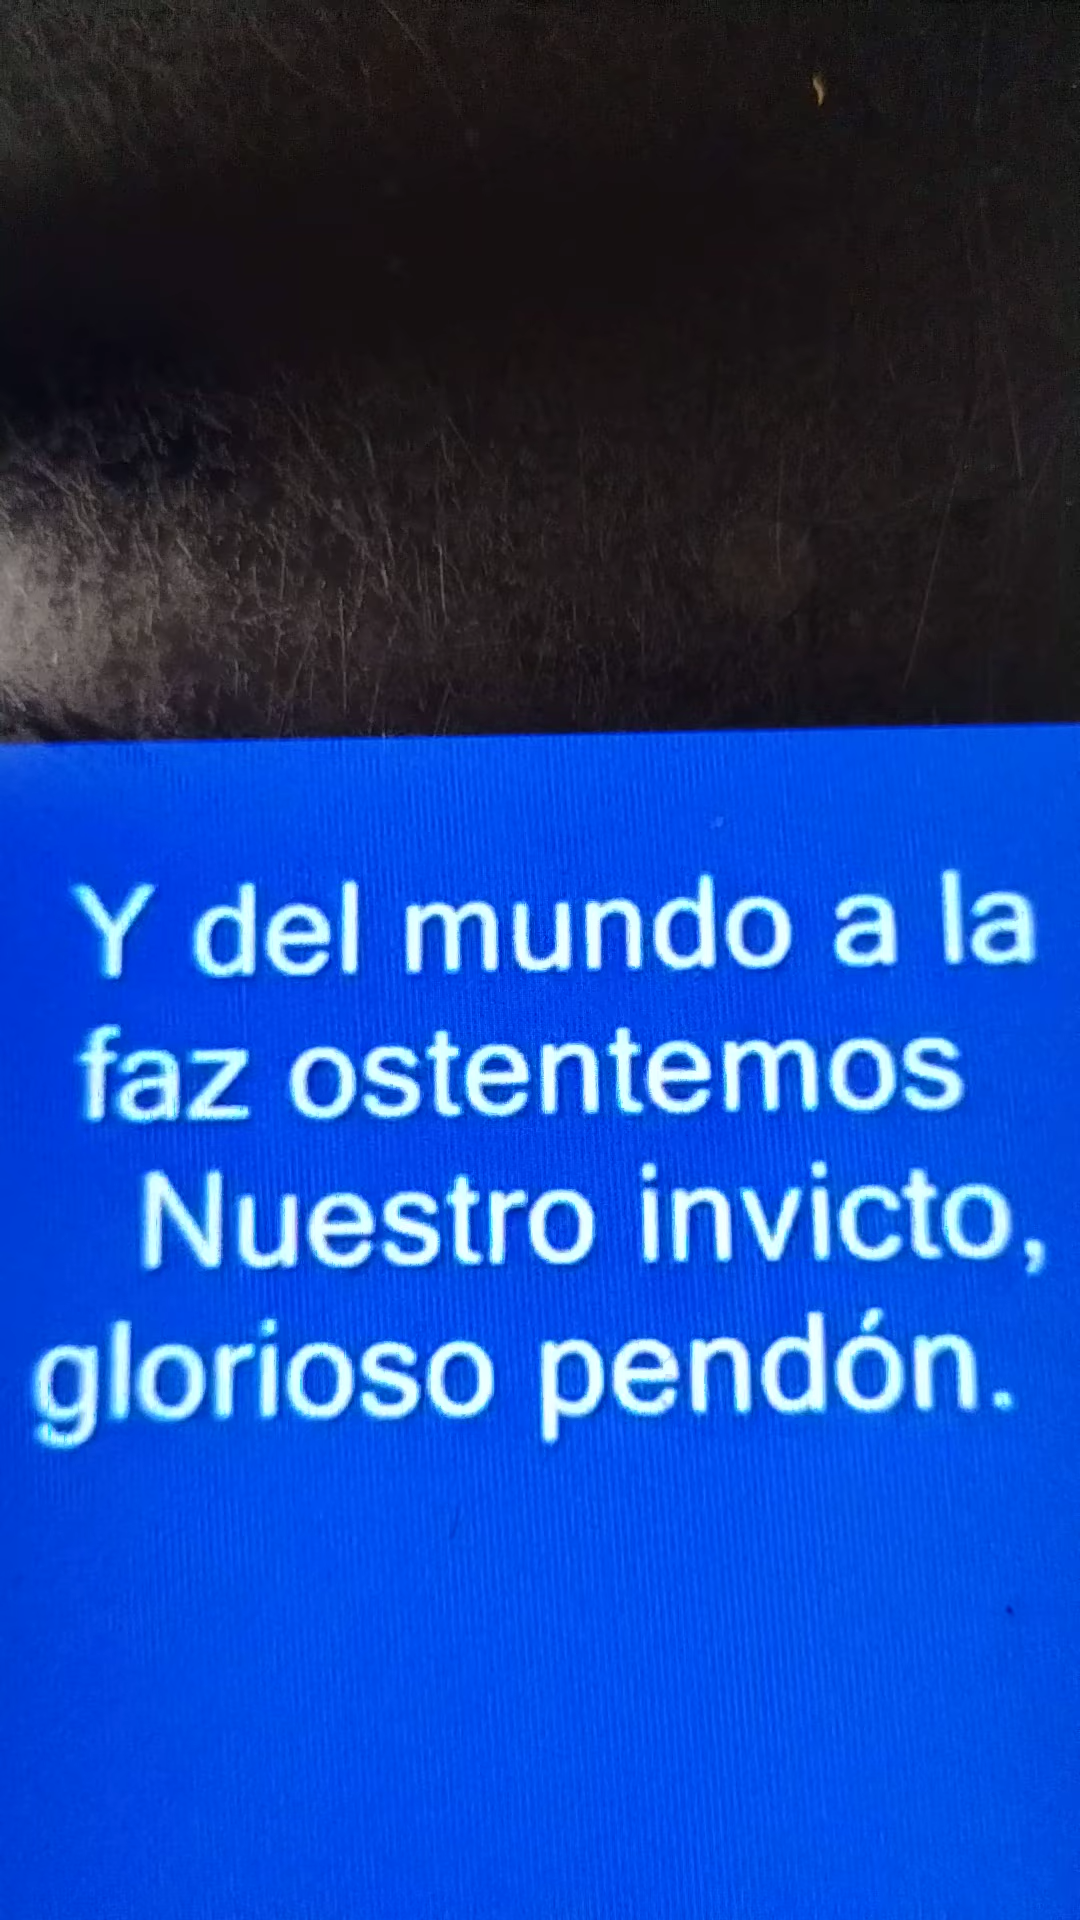 Y del mundo a la
faz ostentemos
Nuestro invicto,
glorioso pendón.